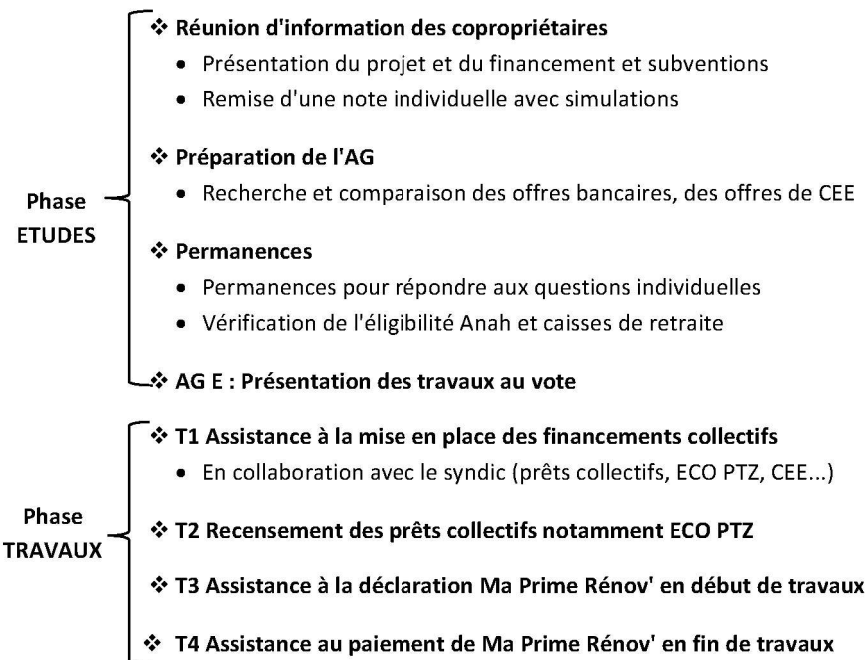 ❖ Réunion d'information des copropriétaires
• Présentation du projet et du financement et subventions
• Remise d'une note individuelle avec simulations
❖ Préparation de l'AG
• Recherche et comparaison des offres bancaires, des offres de CEE
Phase
ETUDES
❖ Permanences
• Permanences pour répondre aux questions individuelles
• Vérification de l'éligibilité Anah et caisses de retraite
❖ AG E : Présentation des travaux au vote
❖ T1 Assistance à la mise en place des financements collectifs
• En collaboration avec le syndic (prêts collectifs, ECO PTZ, CEE...)
Phase
TRAVAUX
❖ T2 Recensement des prêts collectifs notamment ECO PTZ
❖ T3 Assistance à la déclaration Ma Prime Rénov' en début de travaux
❖ T4 Assistance au paiement de Ma Prime Rénov' en fin de travaux